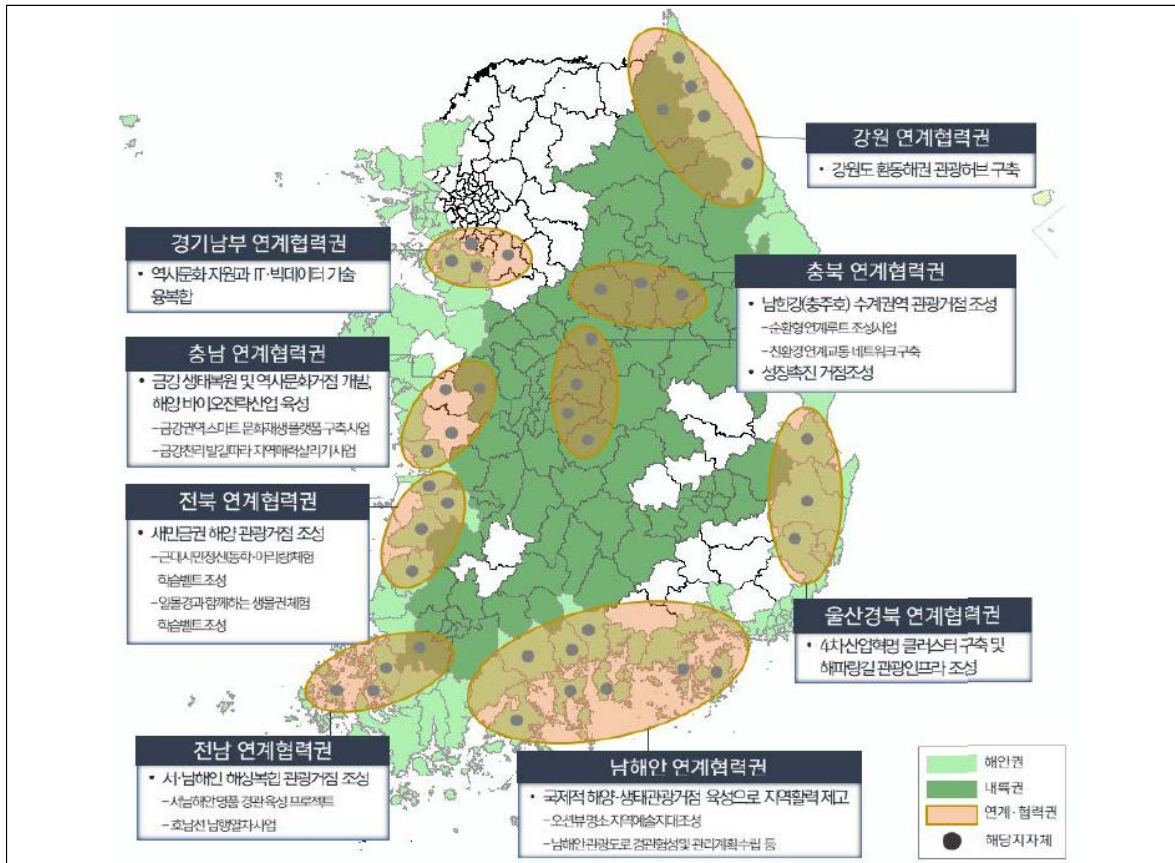 강원 연계협력권
• 강원도 환동해권 관광허브 구축
경기남부 연계협력권
• 역사문화 자원과 IT·빅데이터 기술
융복합
충북 연계협력권
• 남한강(충주호) 수계권역 관광거점 조성
– 순환형 연계루트 조성사업
– 친환경 연계교통 네트워크 구축
• 성장촉진 거점조성
충남 연계협력권
• 금강 생태복원 및 역사문화거점 개발,
해양 바이오전략산업 육성
– 금강권역 스마트 문화재생 플랫폼 구축사업
– 금강천리 발길따라 지역매력살리기 사업
전북 연계협력권
• 새만금권 해양 관광거점 조성
– 근대시민정신동학·아리랑체험
학습벨트 조성
– 일몰경과 함께하는 생물권체험
학습벨트 조성
울산경북 연계협력권
• 4차산업혁명 클러스터 구축 및
해파랑길 관광인프라 조성
전남 연계협력권
• 서·남해안 해상복합 관광거점 조성
– 서남해안 명품 경관 육성 프로젝트
– 호남선 남행열차 사업
남해안 연계협력권
• 국제적 해양·생태관광거점 육성으로 지역활력 제고
– 오션뷰 명소 지역예술지대 조성
– 남해안 관광도로 경관형성 및 관리계획 수립 등
해안권
내륙권
연계·협력권
해당지자체